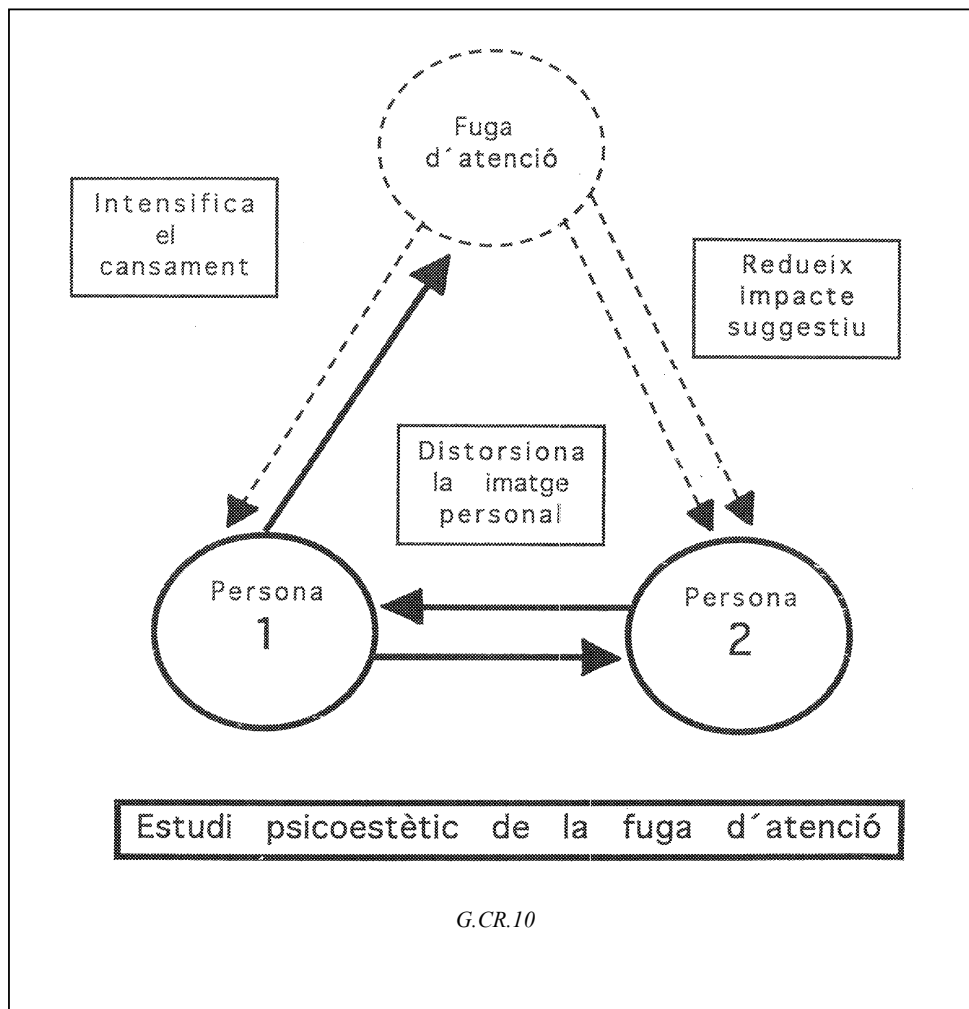 Fuga
d´atenció
Intensifica
el
cansament
Redueix
impacte
suggestiu
Distorsiona
la imatge
personal
Persona
1
Persona
2
Estudi psicoestètic de la fuga d´atenció
G.CR.10